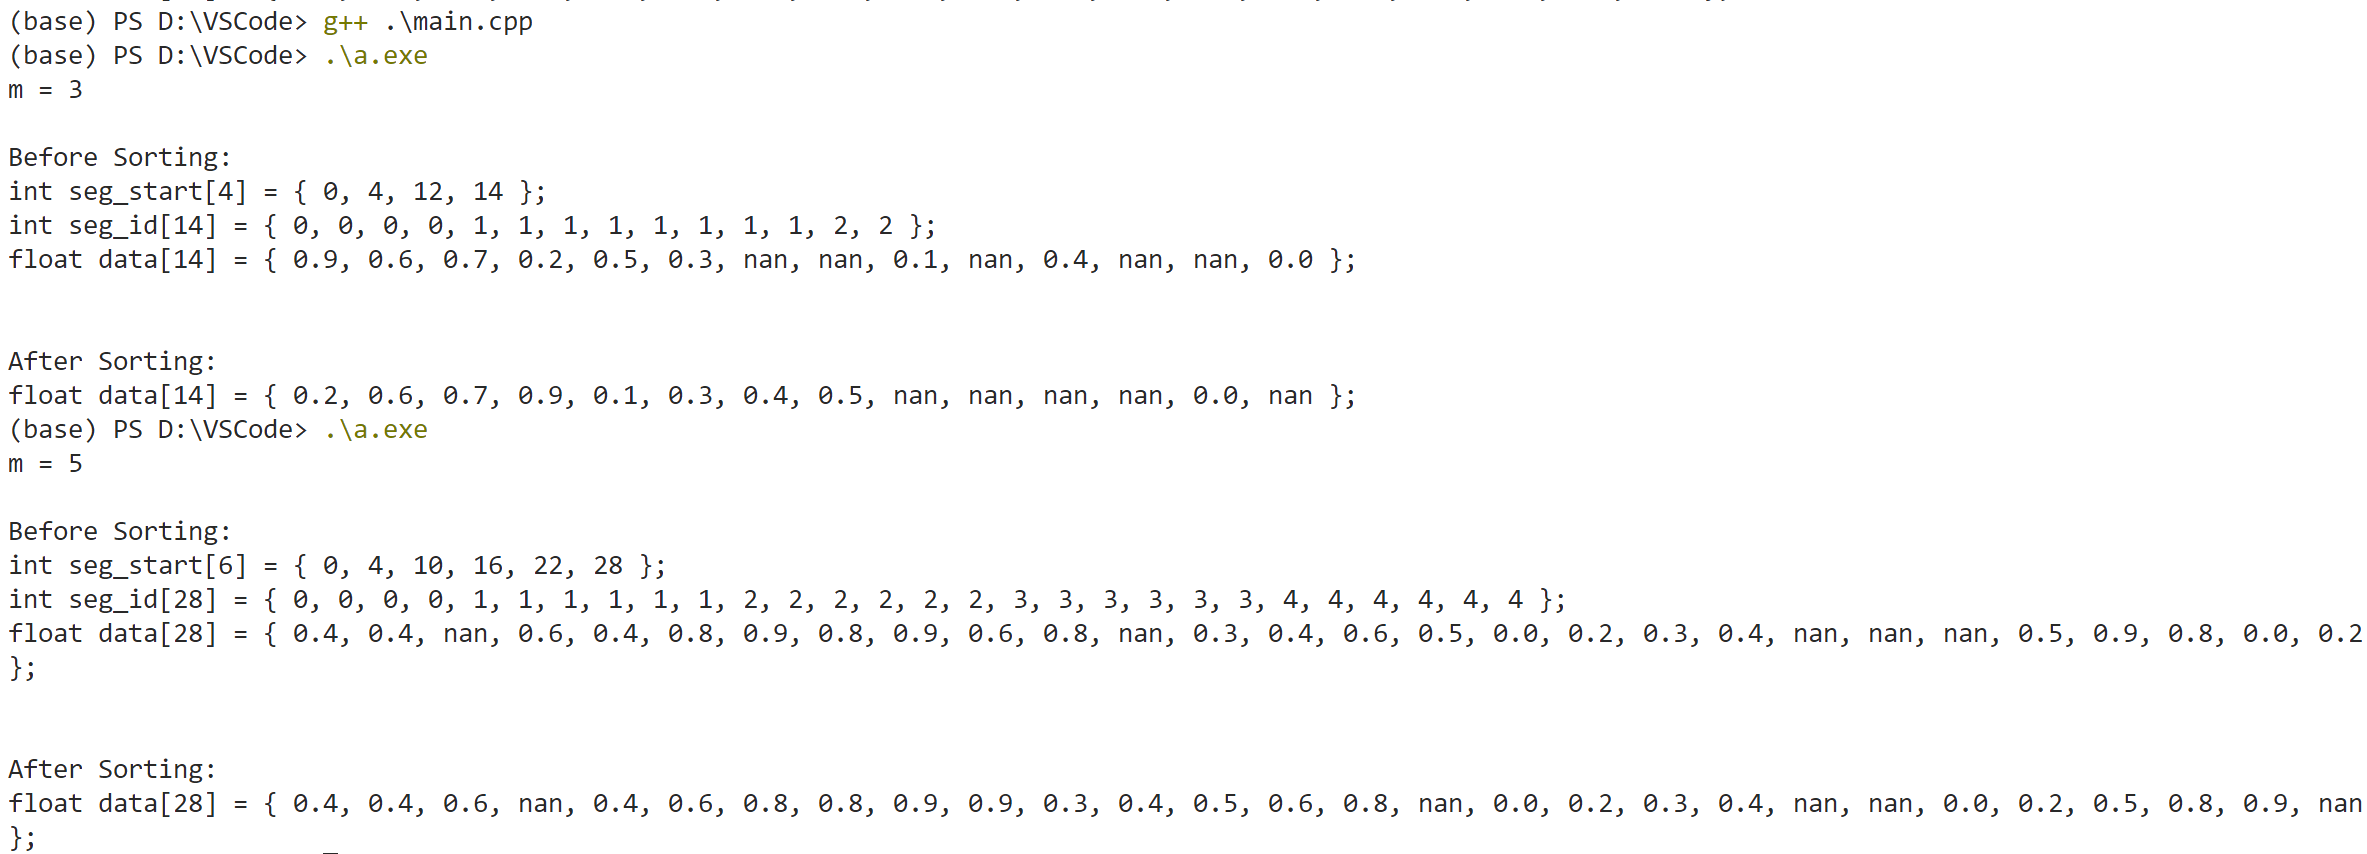 (base) PS D:\VSCode> g++ .\main.cpp
(base) PS D:\VSCode> .\a.exe
m = 3
Before Sorting:
int seg_start[4] = { 0, 4, 12, 14 };
int seg_id[14] = { 0, 0, 0, 0, 1, 1, 1, 1, 1, 1, 1, 1, 2, 2 };
float data[14] = { 0.9, 0.6, 0.7, 0.2, 0.5, 0.3, nan, nan, 0.1, nan, 0.4, nan, nan, 0.0 };
After Sorting:
float data[14] = { 0.2, 0.6, 0.7, 0.9, 0.1, 0.3, 0.4, 0.5, nan, nan, nan, nan, 0.0, nan };
(base) PS D:\VSCode> .\a.exe
m = 5
Before Sorting:
int seg_start[6] = { 0, 4, 10, 16, 22, 28 };
int seg_id[28] = { 0, 0, 0, 0, 1, 1, 1, 1, 1, 1, 2, 2, 2, 2, 2, 2, 3, 3, 3, 3, 3, 3, 4, 4, 4, 4, 4, 4 };
float data[28] = { 0.4, 0.4, nan, 0.6, 0.4, 0.8, 0.9, 0.8, 0.9, 0.6, 0.8, nan, 0.3, 0.4, 0.6, 0.5, 0.0, 0.2, 0.3, 0.4, nan, nan, nan, 0.5, 0.9, 0.8, 0.0, 0.2
};
After Sorting:
float data[28] = { 0.4, 0.4, 0.6, nan, 0.4, 0.6, 0.8, 0.8, 0.9, 0.9, 0.3, 0.4, 0.5, 0.6, 0.8, nan, 0.0, 0.2, 0.3, 0.4, nan, nan, 0.0, 0.2, 0.5, 0.8, 0.9, nan
};